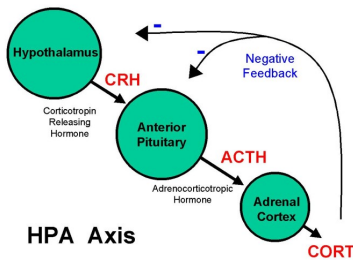 Hypothalamus
-
-
Negative
Feedback
CRH
Corticotropin
Releasing
Hormone
Anterior
Pituitary
ACTH
Adrenocorticotropic
Hormone
Adrenal
Cortex
HPA Axis
CORT